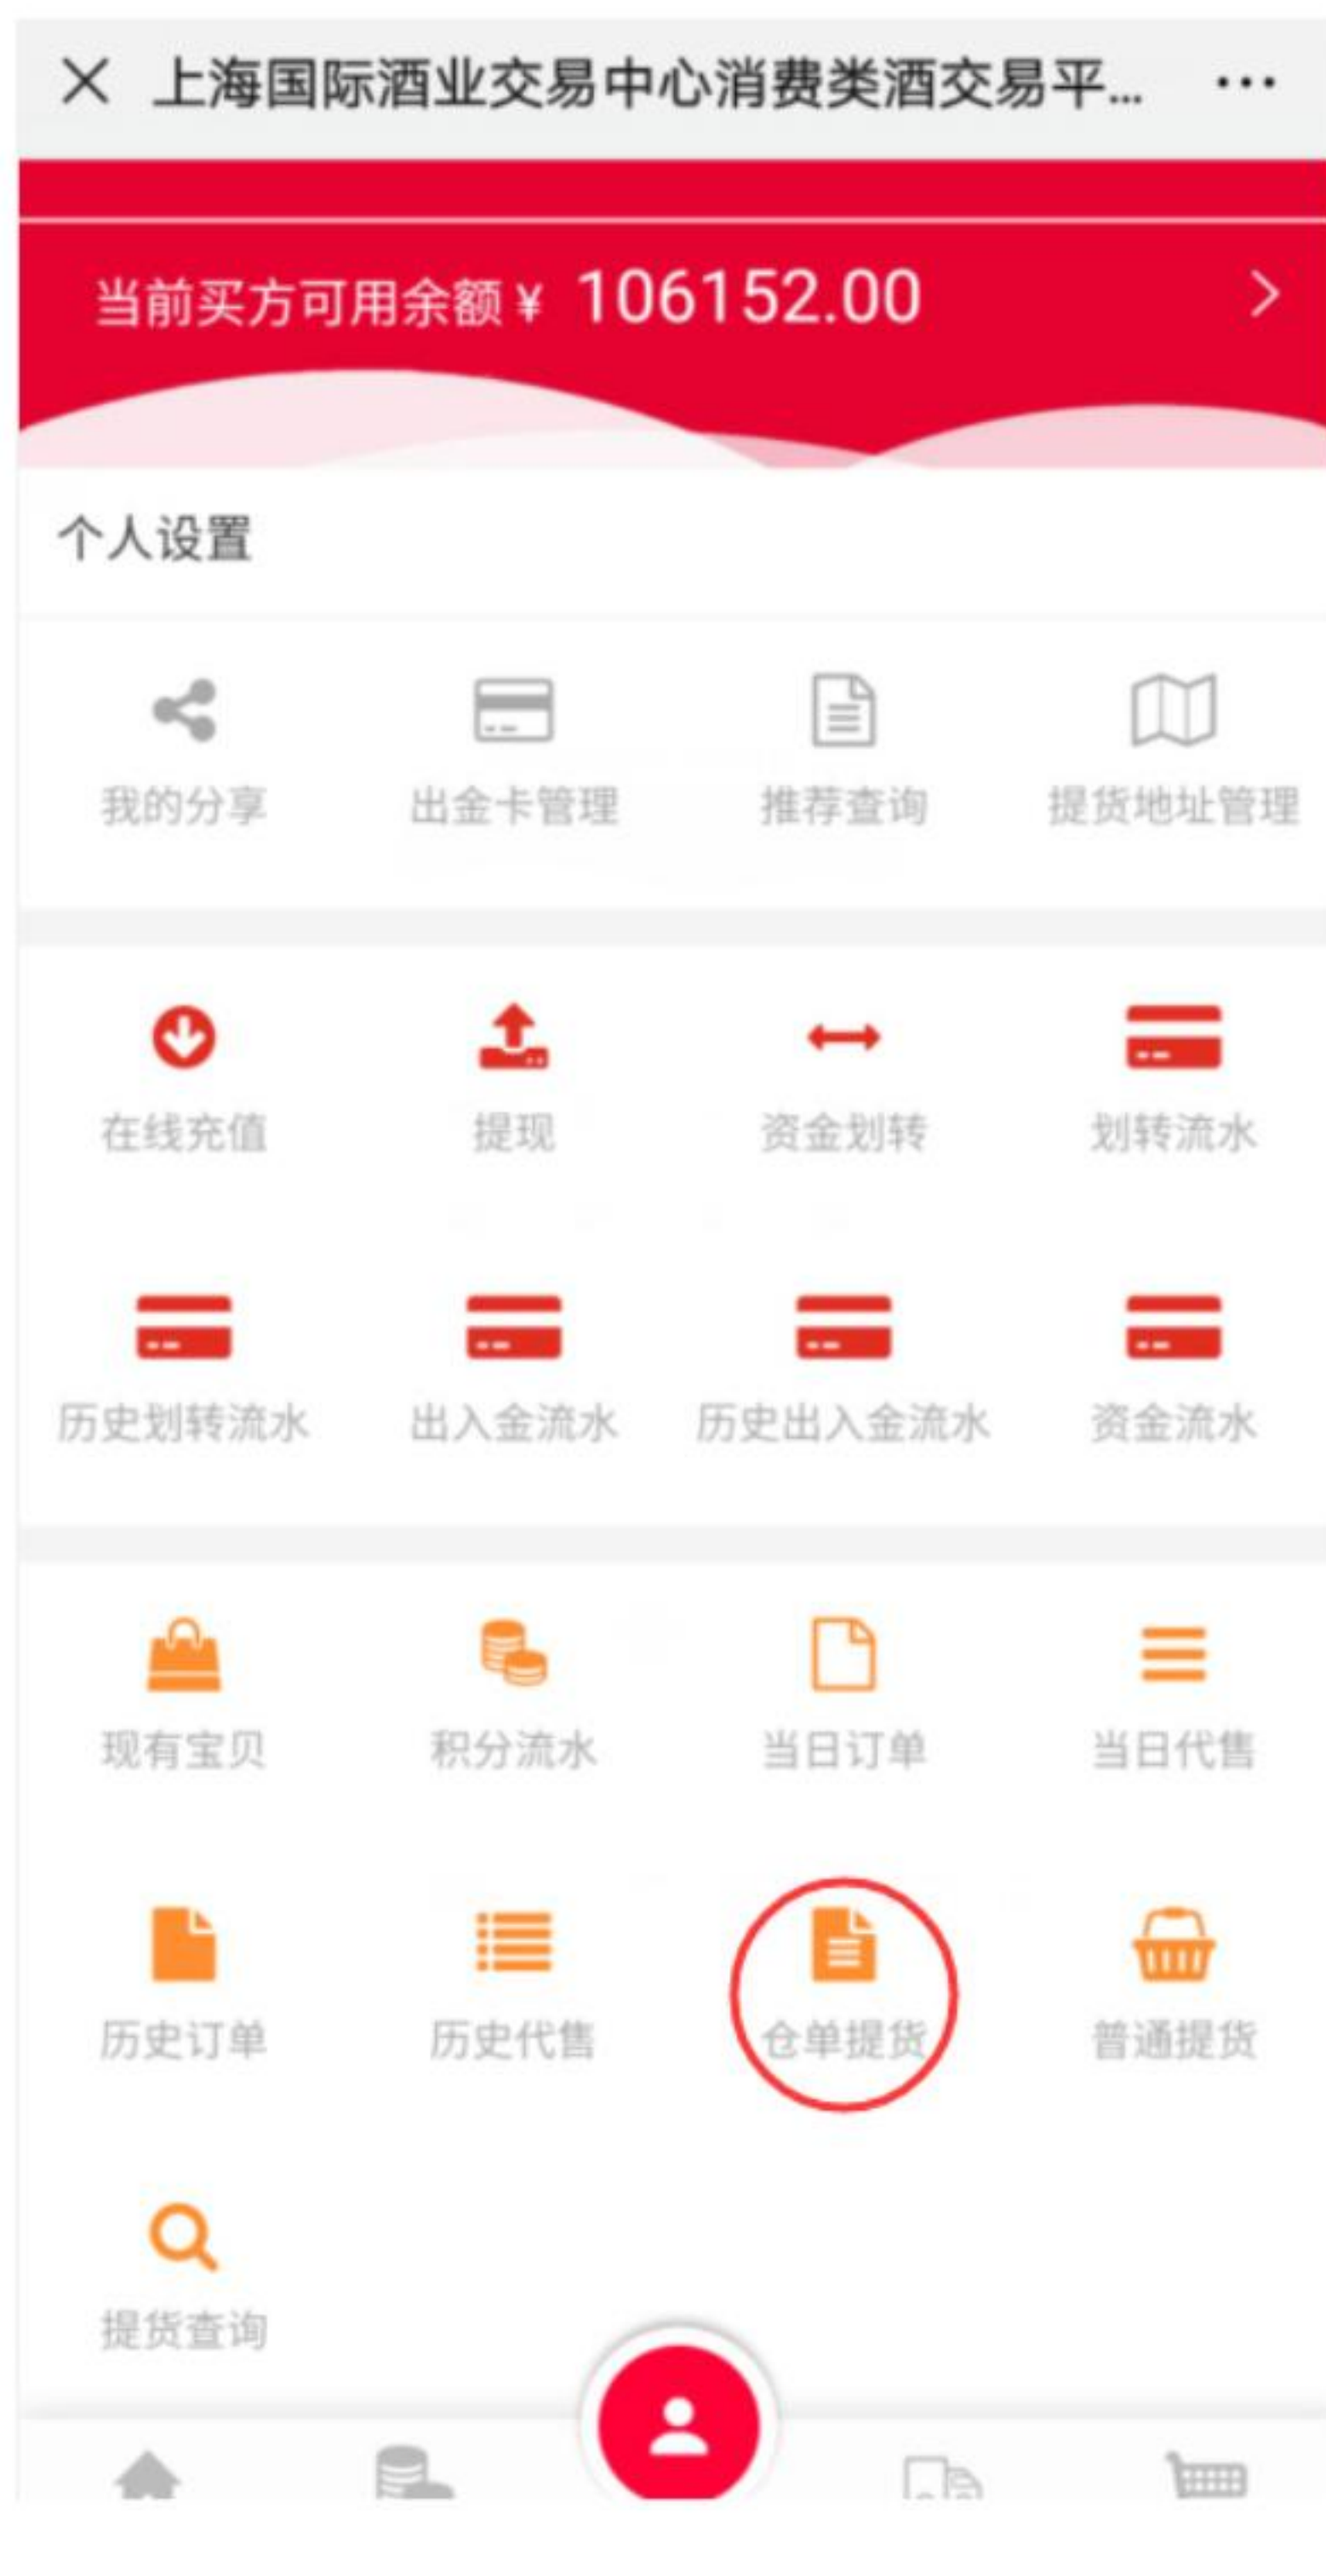 上海国际酒业交易中心消费类酒交易平...
当前买方可用余额¥ 106152.00
个人设置
我的分享 出金卡管理 推荐查询 提货地址管理
在线充值 提现 资金划转 划转流水
历史划转流水 出入金流水 历史出入金流水 资金流水
现有宝贝 积分流水 当日订单 当日代售
历史订单 历史代售 仓单提货 普通提货
提货查询